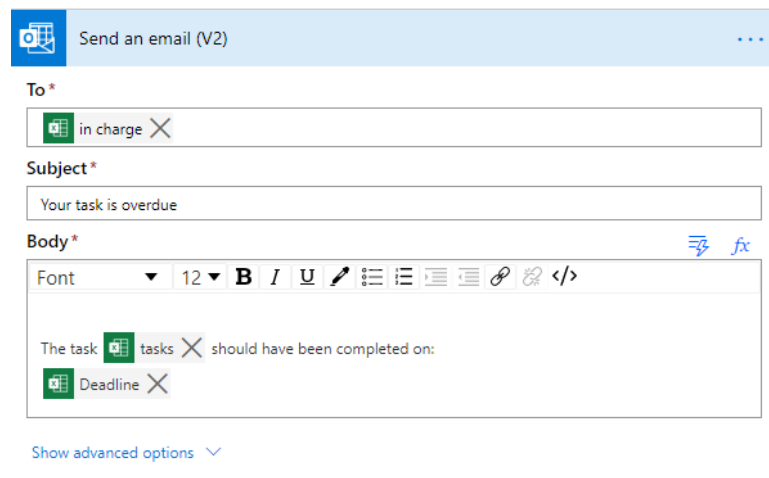 Send an email (V2)
To *
in charge
Subject *
Your task is overdue
Body *
fx
Font 12 B I U </>
The task tasks should have been completed on:
Deadline
Show advanced options